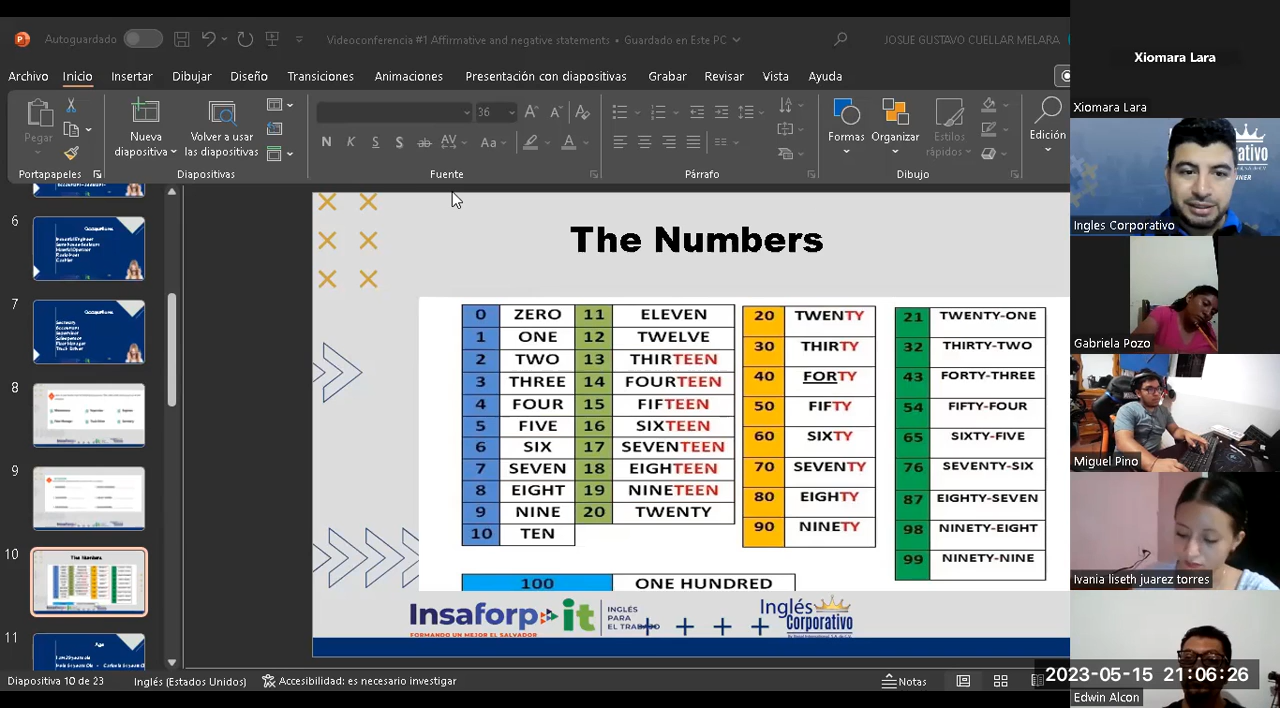 Autoguardado
Videoconferencia #1 Affirmative and negative statements • Guardado en Este PC
JOSUE GUSTAVO CUELLAR MELARA
Archivo Inicio Insertar Dibujar Diseño Transiciones Animaciones Presentación con diapositivas Grabar Revisar Vista Ayuda
Pegar
Nueva diapositiva
Volver a usar las diapositivas
36
N K S S ab AV Aa A
Formas
Organizar
Estilos rápidos
Edición
Portapapeles Diapositivas Fuente Párrafo Dibujo
6
7
8
9
10
11
The Numbers
0 ZERO 11 ELEVEN
1 ONE 12 TWELVE
2 TWO 13 THIRTEEN
3 THREE 14 FOURTEEN
4 FOUR 15 FIFTEEN
5 FIVE 16 SIXTEEN
6 SIX 17 SEVENTEEN
7 SEVEN 18 EIGHTEEN
8 EIGHT 19 NINETEEN
9 NINE 20 TWENTY
10 TEN
20 TWENTY
30 THIRTY
40 FORTY
50 FIFTY
60 SIXTY
70 SEVENTY
80 EIGHTY
90 NINETY
21 TWENTY-ONE
32 THIRTY-TWO
43 FORTY-THREE
54 FIFTY-FOUR
65 SIXTY-FIVE
76 SEVENTY-SIX
87 EIGHTY-SEVEN
98 NINETY-EIGHT
99 NINETY-NINE
100 ONE HUNDRED
Insaforp it
FORMANDO UN MEJOR EL SALVADOR
INGLÉS
PARA
EL TRABAJO
Inglés
Corporativo
Diapositiva 10 de 23 Inglés (Estados Unidos) Accesibilidad: es necesario investigar Notas
Xiomara Lara
Xiomara Lara
Ingles Corporativo
Gabriela Pozo
Miguel Pino
Ivania liseth juarez torres
2023-05-15 21:06:26
Edwin Alcon